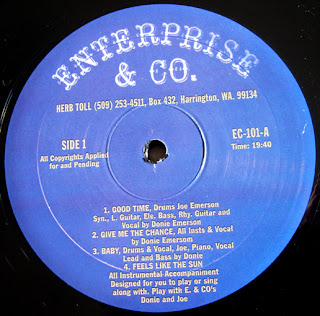 ENTERPRISE
& CO.
HERB TOLL (509) 253-4511, Box 432, Harrington, WA. 99134
SIDE 1
All Copyrights Applied
for and Pending
EC-101-A
Time: 19:40
1. GOOD TIME, Drums Joe Emerson
Syn., L. Guitar, Ele. Bass, Rhy. Guitar and
Vocal by Donie Emerson
2. GIVE ME THE CHANCE, All Insts & Vocal
by Donie Emerson
3. BABY, Drums & Vocal, Joe, Piano, Vocal
Lead and Bass by Donie
4. FEELS LIKE THE SUN
All Instrumental Accompaniment
Designed for you to play or sing
along with. Play with E. & CO's
Donie and Joe